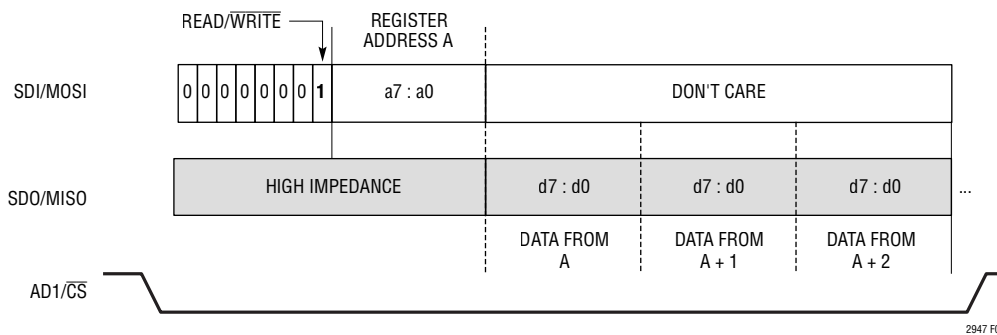 READ/WRITE
REGISTER
ADDRESS A
SDI/MOSI
0 0 0 0 0 0 0 1
a7 : a0
DON'T CARE
SDO/MISO
HIGH IMPEDANCE
d7 : d0
d7 : d0
d7 : d0
...
DATA FROM
A
DATA FROM
A + 1
DATA FROM
A + 2
AD1/CS
2947